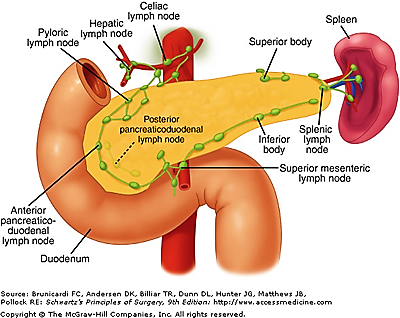 Celiac
lymph node
Hepatic
lymph node
Pyloric
lymph node
Superior body
Spleen
Posterior
pancreaticoduodenal
lymph node
Splenic
lymph
node
Inferior
body
Superior mesenteric
lymph node
Anterior
pancreatico-
duodenal
lymph node
Duodenum
Source: Brunicardi FC, Andersen DK, Billiar TR, Dunn DL, Hunter JG, Matthews JB,
Pollock RE: Schwartz's Principles of Surgery, 9th Edition: http://www.accessmedicine.com
Copyright © The McGraw-Hill Companies, Inc. All rights reserved.